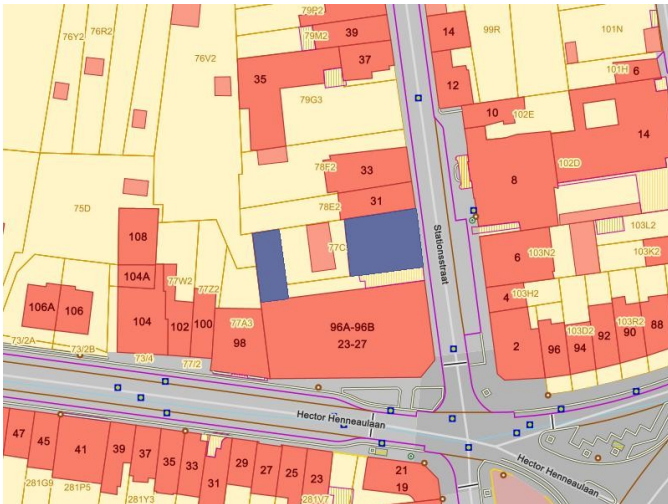 79P2
76R2
76Y2
79M2
39
14
99R
101N
76V2
37
35
101H
6
12
79G3
10
102E
14
78F2
33
102D
8
31
75D
78E2
103L2
108
Stationsstraat
6
103N2
103K2
77C
104A
77W2
77Z2
4
103H2
106A
106
104
102
100
77A3
98
96A-96B
23-27
2
96
94
103D2
92
103R2
90
88
73/2A
73/2B
73/4
77/2
Hector Henneaulaan
47
45
41
39
37
35
33
31
29
27
25
23
21
19
Hector Henneaulaan
281G9
281P5
281Y3
281V7